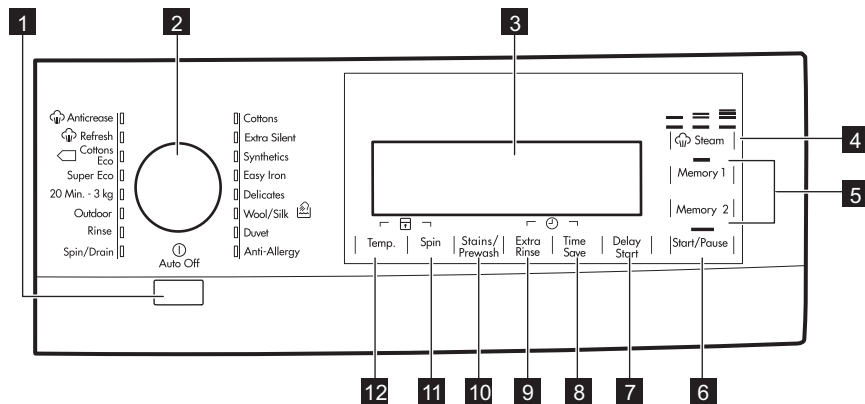 1
2
3
Anticrease
Refresh
Cottons
Eco
Super Eco
20 Min. - 3 kg
Outdoor
Rinse
Spin/Drain
Auto Off
Cottons
Extra Silent
Synthetics
Easy Iron
Delicates
Wool/Silk
Duvet
Anti-Allergy
Steam
Memory 1
Memory 2
Start/Pause
Temp.
Spin
Stains/
Prewash
Extra
Rinse
Time
Save
Delay
Start
4
5
12
11
10
9
8
7
6